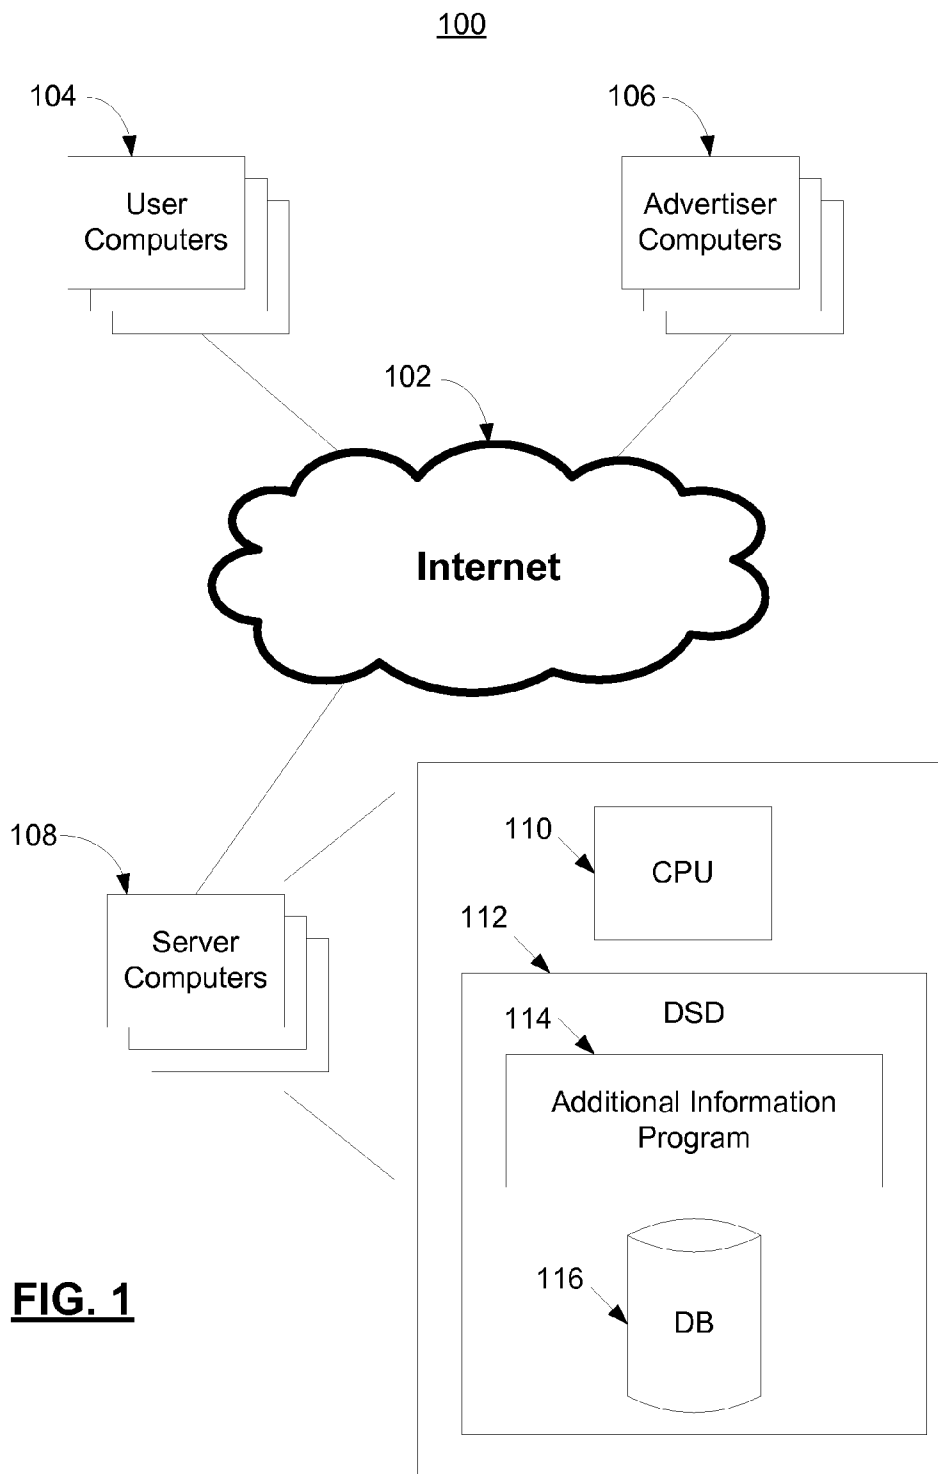 100
104
106
User
Computers
Advertiser
Computers
102
Internet
108
110
CPU
Server
Computers
112
DSD
114
Additional Information
Program
116
DB
FIG. 1